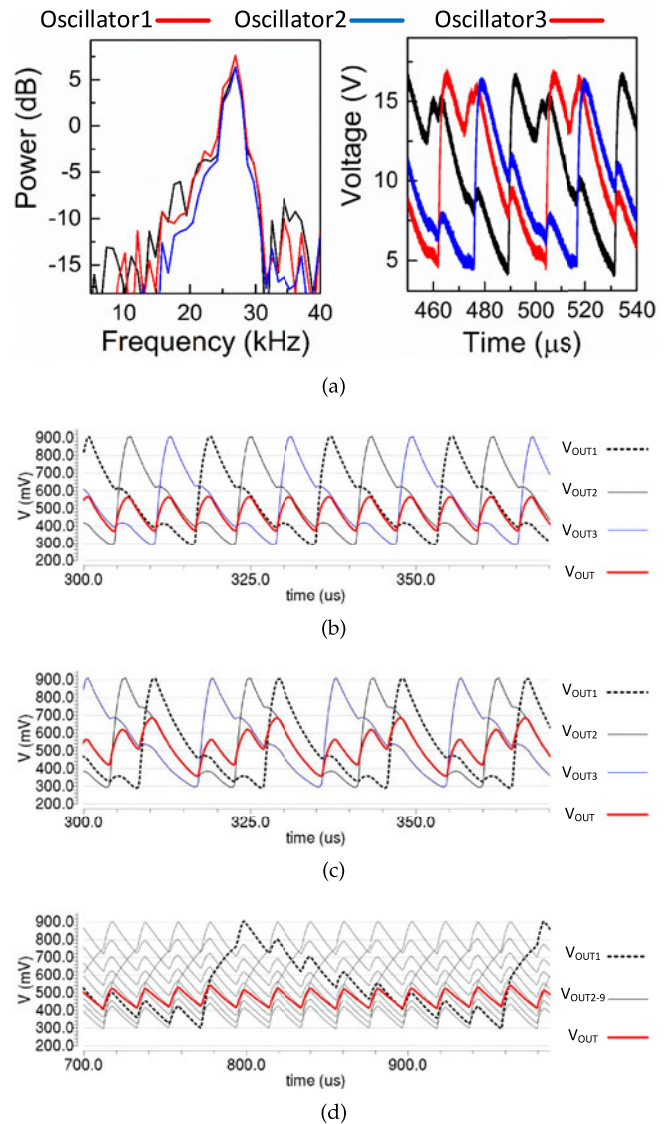 Oscillator1 Oscillator2 Oscillator3
Power (dB)
5
0
-5
-10
-15
10 20 30 40
Frequency (kHz)
Voltage (V)
15
10
5
460 480 500 520 540
Time (μs)
(a)
V (mV)
900.0
800.0
700.0
600.0
500.0
400.0
300.0
200.0
300.0 325.0 350.0
time (us)
VOUT1
VOUT2
VOUT3
VOUT
(b)
V (mV)
900.0
800.0
700.0
600.0
500.0
400.0
300.0
200.0
300.0 325.0 350.0
time (us)
VOUT1
VOUT2
VOUT3
VOUT
(c)
V (mV)
900.0
800.0
700.0
600.0
500.0
400.0
300.0
200.0
700.0 800.0 900.0
time (us)
VOUT1
VOUT2-9
VOUT
(d)